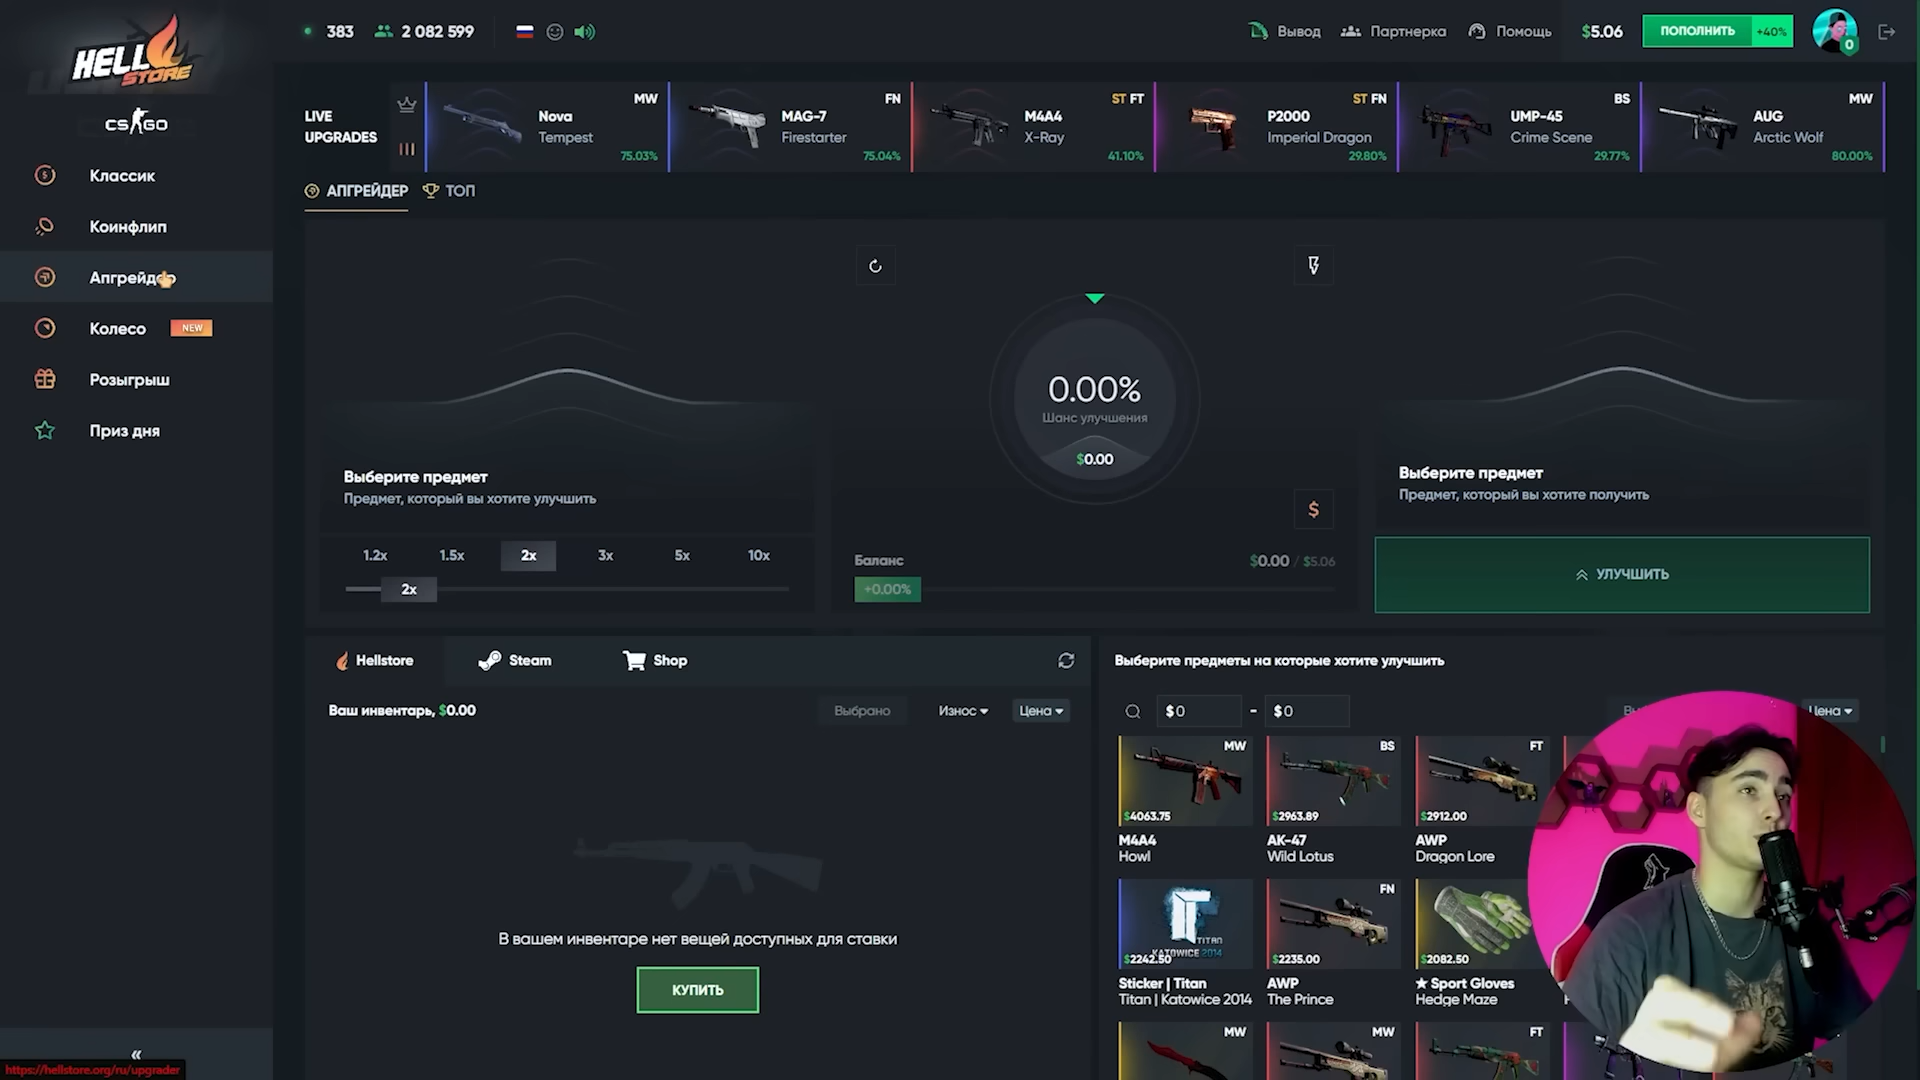 HELL
STORE
383
2 082 599
Вывод
Партнерка
Помощь
$5.06
ПОПОЛНИТЬ
+40%
0
CS GO
LIVE
UPGRADES
MW
Nova
Tempest
75.03%
FN
MAG-7
Firestarter
75.04%
ST FT
M4A4
X-Ray
41.10%
ST FN
P2000
Imperial Dragon
29.80%
BS
UMP-45
Crime Scene
29.77%
MW
AUG
Arctic Wolf
80.00%
Классик
Коинфлип
Апгрейдер
Колесо
NEW
Розыгрыш
Приз дня
АПГРЕЙДЕР
ТОП
0.00%
Шанс улучшения
$0.00
Выберите предмет
Предмет, который вы хотите улучшить
Выберите предмет
Предмет, который вы хотите получить
$
1.2x
1.5x
2x
3x
5x
10x
2x
Баланс
$0.00 / $5.06
+0.00%
УЛУЧШИТЬ
Hellstore
Steam
Shop
Ваш инвентарь, $0.00
Выбрано
Износ
Цена
В вашем инвентаре нет вещей доступных для ставки
КУПИТЬ
Выберите предметы на которые хотите улучшить
$0
-
$0
Цена
MW
$4063.75
M4A4
Howl
BS
$2963.89
AK-47
Wild Lotus
FT
$2912.00
AWP
Dragon Lore
TITAN
KATOWICE 2014
$2242.50
Sticker | Titan
Titan | Katowice 2014
FN
$2235.00
AWP
The Prince
$2082.50
★ Sport Gloves
Hedge Maze
MW
MW
FT
«
https://hellstore.org/ru/upgrader